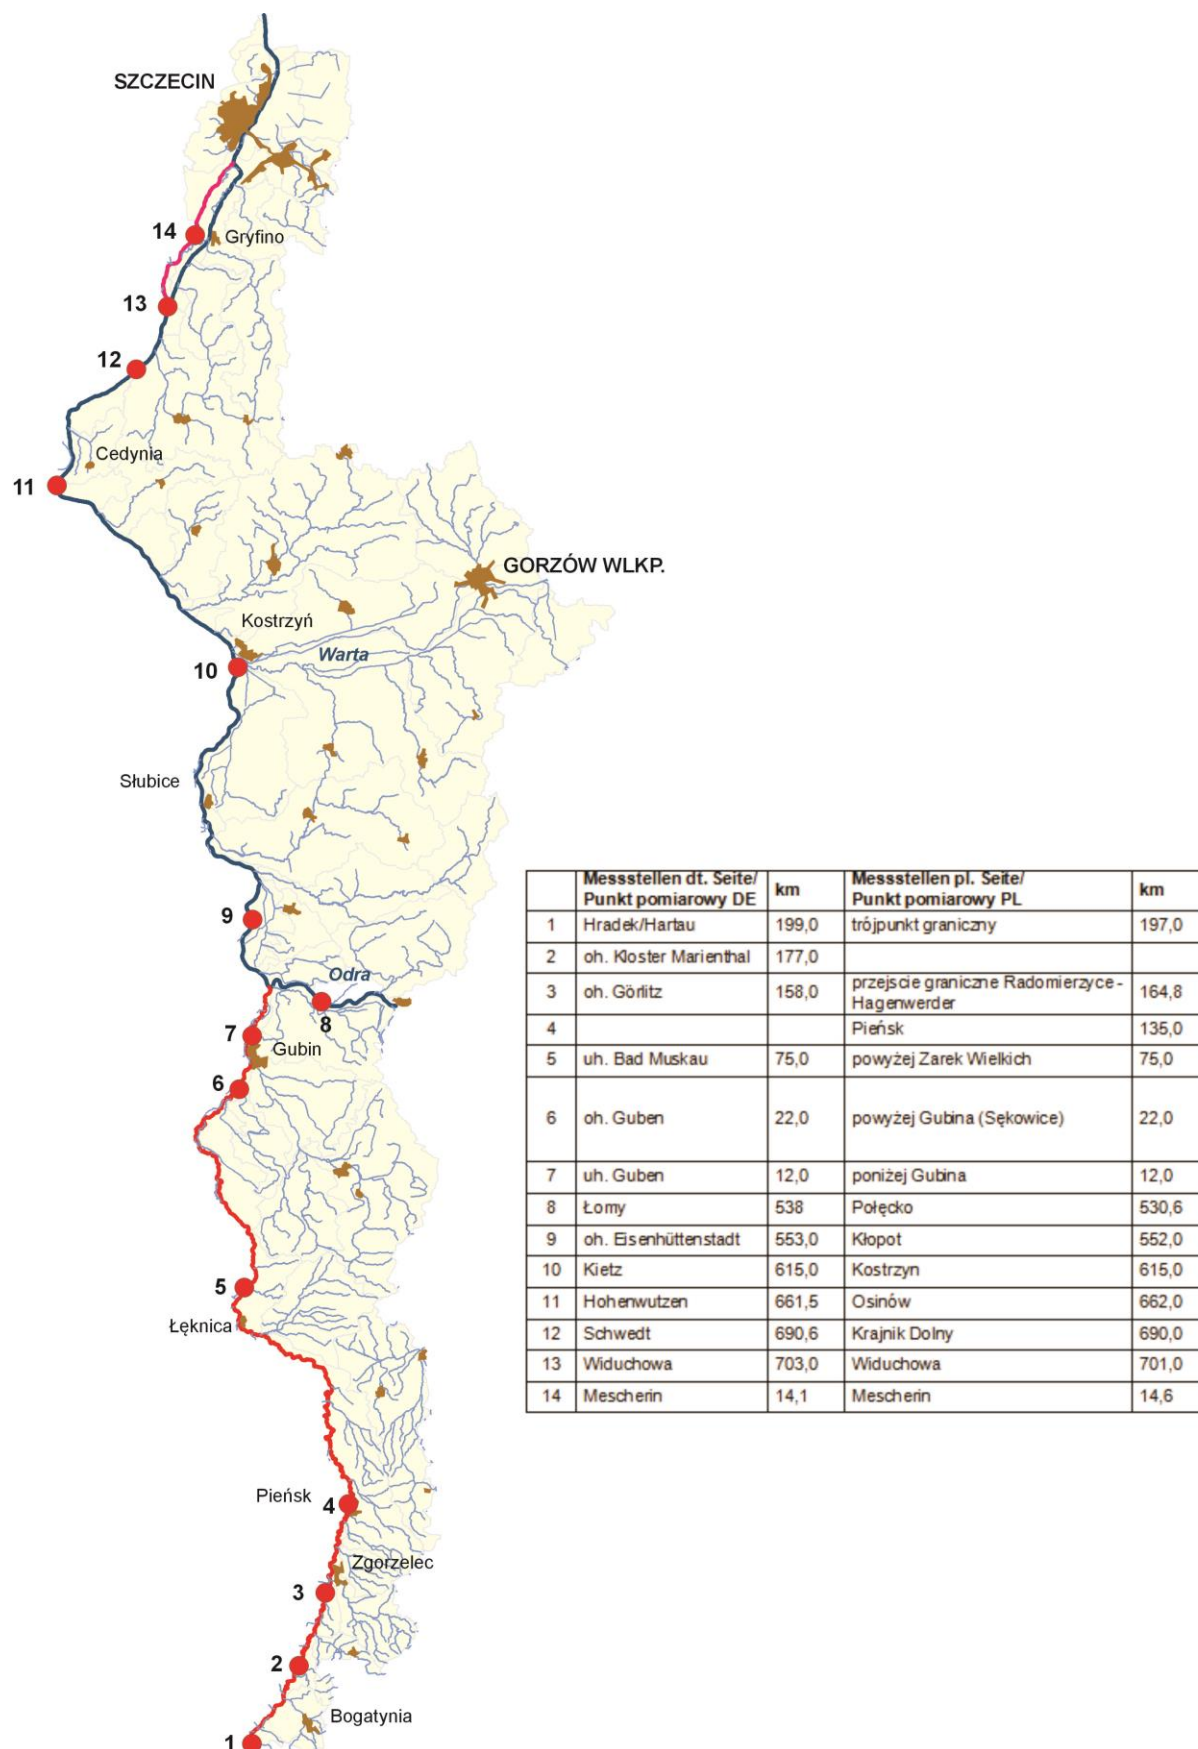 SZCZECIN
14
Gryfino
13
12
Cedynia
11
GORZÓW WLKP.
Kostrzyń
Warta
10
Słubice
9
Odra
8
7
Gubin
6
5
Łęknica
Pieńsk
4
Zgorzelec
3
2
Bogatynia
1
Messstellen dt. Seite/ km Messstellen pl. Seite/ km
Punkt pomiarowy DE Punkt pomiarowy PL
1 Hradek/Hartau 199,0 trójpunkt graniczny 197,0
2 oh. Kloster Marienthal 177,0
3 oh. Görlitz 158,0 przejscie graniczne Radomierzyce - 164,8
Hagenwerder
4 Pieńsk 135,0
5 uh. Bad Muskau 75,0 powyżej Zarek Wielkich 75,0
6 oh. Guben 22,0 powyżej Gubina (Sękowice) 22,0
7 uh. Guben 12,0 poniżej Gubina 12,0
8 Łomy 538 Połęcko 530,6
9 oh. Eisenhüttenstadt 553,0 Kłopot 552,0
10 Kietz 615,0 Kostrzyn 615,0
11 Hohenwutzen 661,5 Osinów 662,0
12 Schwedt 690,6 Krajnik Dolny 690,0
13 Widuchowa 703,0 Widuchowa 701,0
14 Mescherin 14,1 Mescherin 14,6